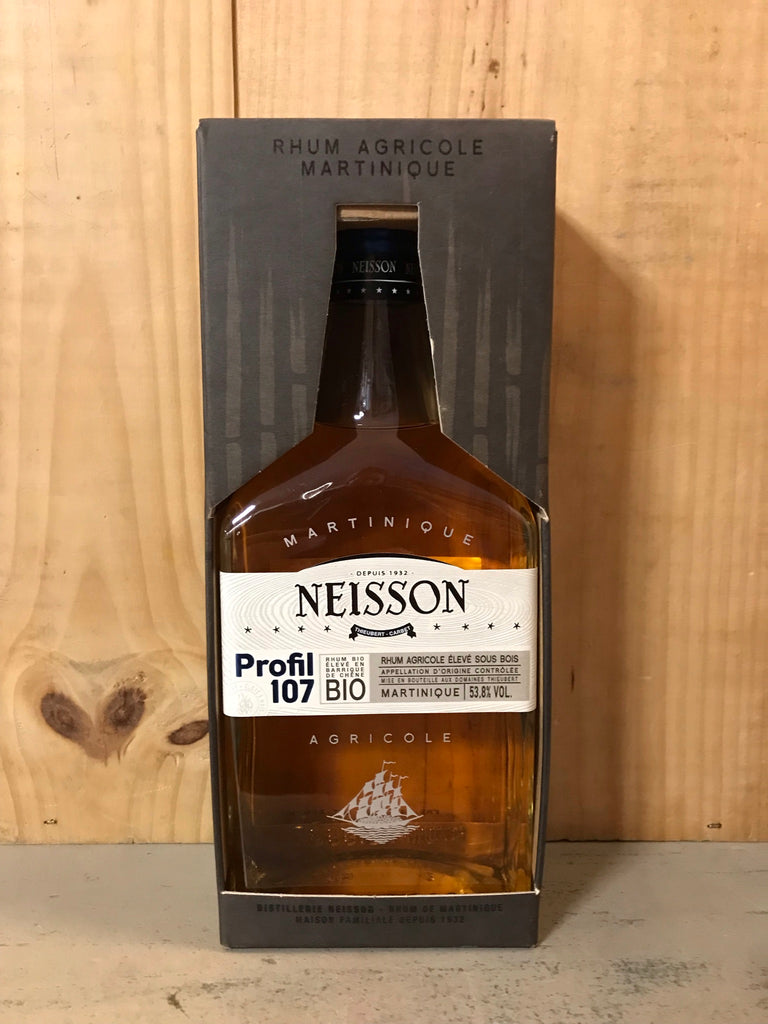 RHUM AGRICOLE
MARTINIQUE
NEISSON
MARTINIQUE
- DEPUIS 1932 -
NEISSON
THIEUBERT - CARBET
Profil
107
RHUM BIO
ÉLEVÉ EN
BARRIQUE
DE CHÊNE
BIO
RHUM AGRICOLE ÉLEVÉ SOUS BOIS
APPELLATION D'ORIGINE CONTRÔLÉE
MISE EN BOUTEILLE AUX DOMAINES THIEUBERT
MARTINIQUE | 53,8% VOL.
AGRICOLE
DISTILLERIE NEISSON - RHUM DE MARTINIQUE
MAISON FAMILIALE DEPUIS 1932